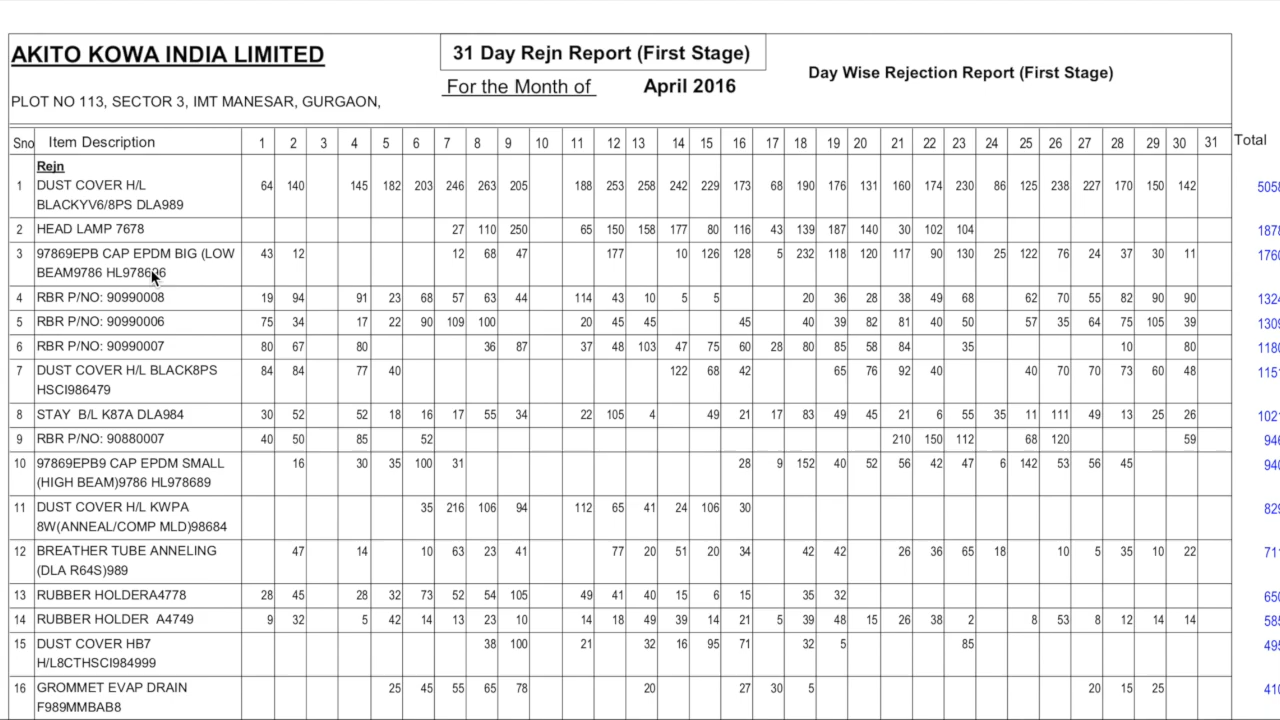 AKITO KOWA INDIA LIMITED
31 Day Rejn Report (First Stage)
Day Wise Rejection Report (First Stage)
For the Month of April 2016
PLOT NO 113, SECTOR 3, IMT MANESAR, GURGAON,
Sno Item Description 1 2 3 4 5 6 7 8 9 10 11 12 13 14 15 16 17 18 19 20 21 22 23 24 25 26 27 28 29 30 31 Total
Rejn
1 DUST COVER H/L 64 140 145 182 203 246 263 205 188 253 258 242 229 173 68 190 176 131 160 174 230 86 125 238 227 170 150 142 5058
BLACKYV6/8PS DLA989
2 HEAD LAMP 7678 27 110 250 65 150 158 177 80 116 43 139 187 140 30 102 104 1878
3 97869EPB CAP EPDM BIG (LOW 43 12 12 68 47 177 10 126 128 5 232 118 120 117 90 130 25 122 76 24 37 30 11 1760
BEAM9786 HL978696
4 RBR P/NO: 90990008 19 94 91 23 68 57 63 44 114 43 10 5 5 20 36 28 38 49 68 62 70 55 82 90 90 1324
5 RBR P/NO: 90990006 75 34 17 22 90 109 100 20 45 45 45 40 39 82 81 40 50 57 35 64 75 105 39 1309
6 RBR P/NO: 90990007 80 67 80 36 87 37 48 103 47 75 60 28 80 85 58 84 35 10 80 1180
7 DUST COVER H/L BLACK8PS 84 84 77 40 122 68 42 65 76 92 40 40 70 70 73 60 48 1151
HSCI986479
8 STAY B/L K87A DLA984 30 52 52 18 16 17 55 34 22 105 4 49 21 17 83 49 45 21 6 55 35 11 111 49 13 25 26 102
9 RBR P/NO: 90880007 40 50 85 52 210 150 112 68 120 59 946
10 97869EPB9 CAP EPDM SMALL 16 30 35 100 31 28 9 152 40 52 56 42 47 6 142 53 56 45 940
(HIGH BEAM)9786 HL978689
11 DUST COVER H/L KWPA 35 216 106 94 112 65 41 24 106 30 829
8W(ANNEAL/COMP MLD)98684
12 BREATHER TUBE ANNELING 47 14 10 63 23 41 77 20 51 20 34 42 42 26 36 65 18 10 5 35 10 22 711
(DLA R64S)989
13 RUBBER HOLDERA4778 28 45 28 32 73 52 54 105 49 41 40 15 6 15 35 32 650
14 RUBBER HOLDER A4749 9 32 5 42 14 13 23 10 14 18 49 39 14 21 5 39 48 15 26 38 2 8 53 8 12 14 14 585
15 DUST COVER HB7 38 100 21 32 16 95 71 32 5 85 495
H/L8CTHSCI984999
16 GROMMET EVAP DRAIN 25 45 55 65 78 20 27 30 5 20 15 25 410
F989MMBAB8